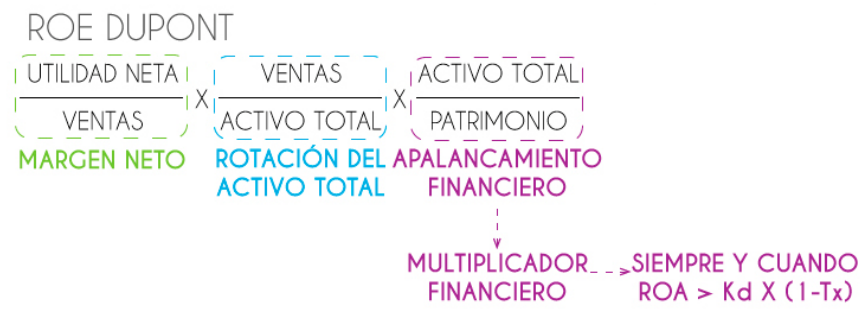 ROE DUPONT
UTILIDAD NETA
VENTAS
X
VENTAS
ACTIVO TOTAL
X
ACTIVO TOTAL
PATRIMONIO
MARGEN NETO
ROTACIÓN DEL
ACTIVO TOTAL
APALANCAMIENTO
FINANCIERO
MULTIPLICADOR
FINANCIERO
SIEMPRE Y CUANDO
ROA > Kd X (1-Tx)